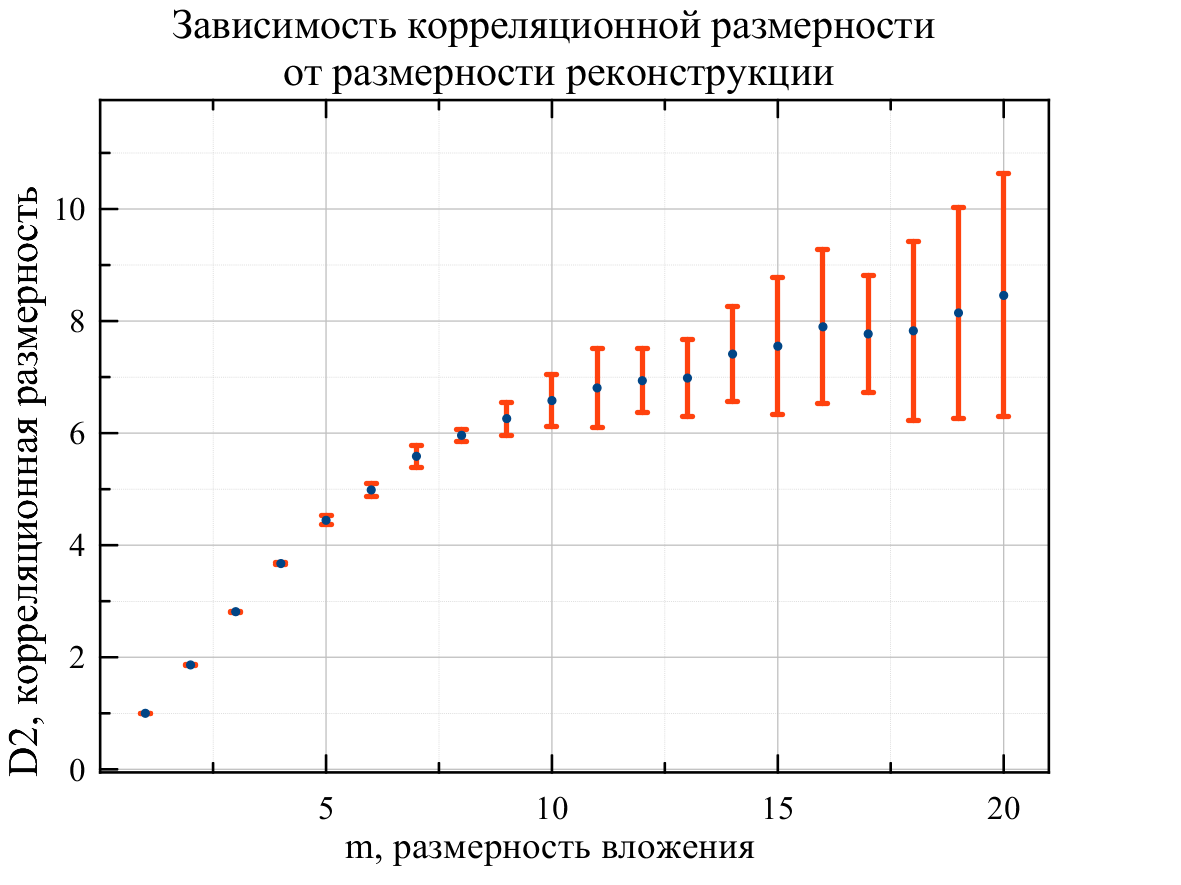 Зависимость корреляционной размерности
от размерности реконструкции
D2, корреляционная размерность
10
8
6
4
2
0
5 10 15 20
m, размерность вложения